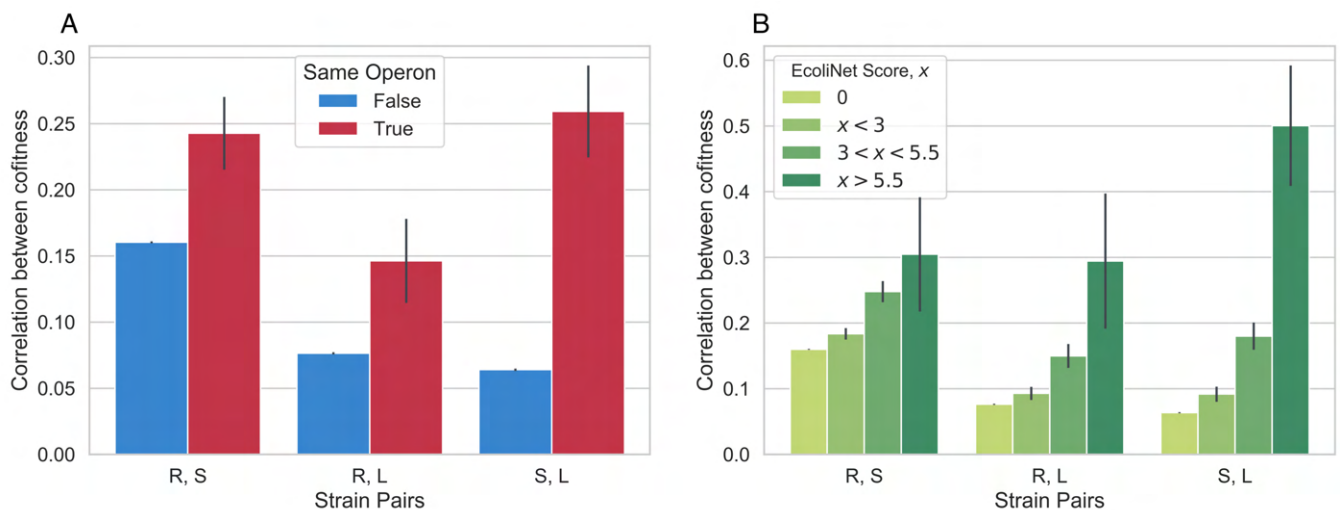 A
Correlation between cofitness
0.30
0.25
0.20
0.15
0.10
0.05
0.00
Same Operon
False
True
R, S
R, L
S, L
Strain Pairs
B
Correlation between cofitness
0.6
0.5
0.4
0.3
0.2
0.1
0.0
EcoliNet Score, x
0
x < 3
3 < x < 5.5
x > 5.5
R, S
R, L
S, L
Strain Pairs